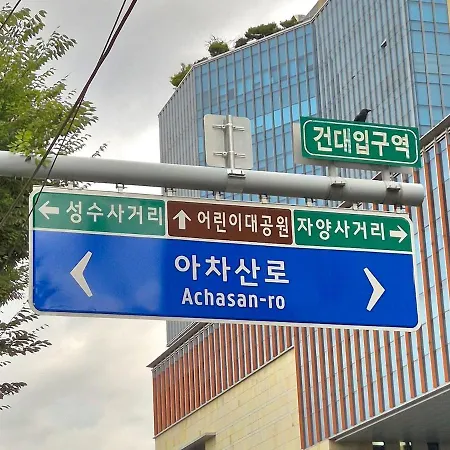 건대입구역
← 성수사거리
↑ 어린이대공원
자양사거리 →
아차산로
Achasan-ro